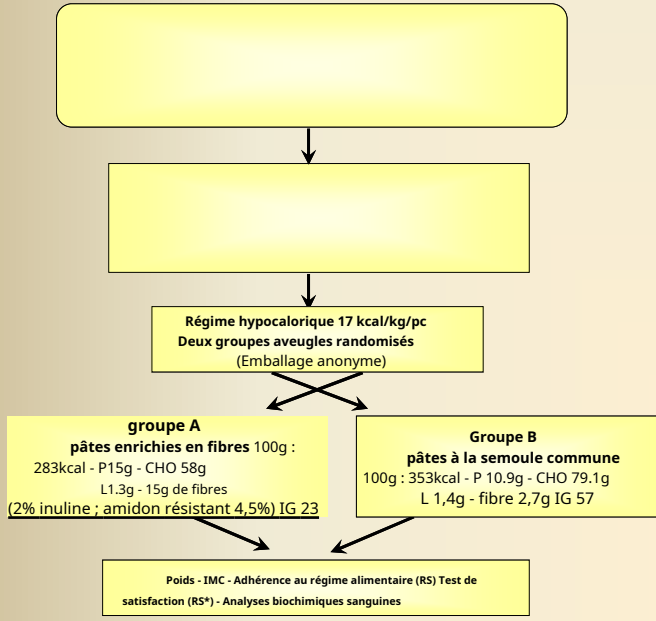 Régime hypocalorique 17 kcal/kg/pc
Deux groupes aveugles randomisés
(Emballage anonyme)
groupe A
pâtes enrichies en fibres 100g :
283kcal - P15g - CHO 58g
L1.3g - 15g de fibres
(2% inuline ; amidon résistant 4,5%) IG 23
Groupe B
pâtes à la semoule commune
100g : 353kcal - P 10.9g - CHO 79.1g
L 1,4g - fibre 2,7g IG 57
Poids - IMC - Adhérence au régime alimentaire (RS) Test de
satisfaction (RS*) - Analyses biochimiques sanguines